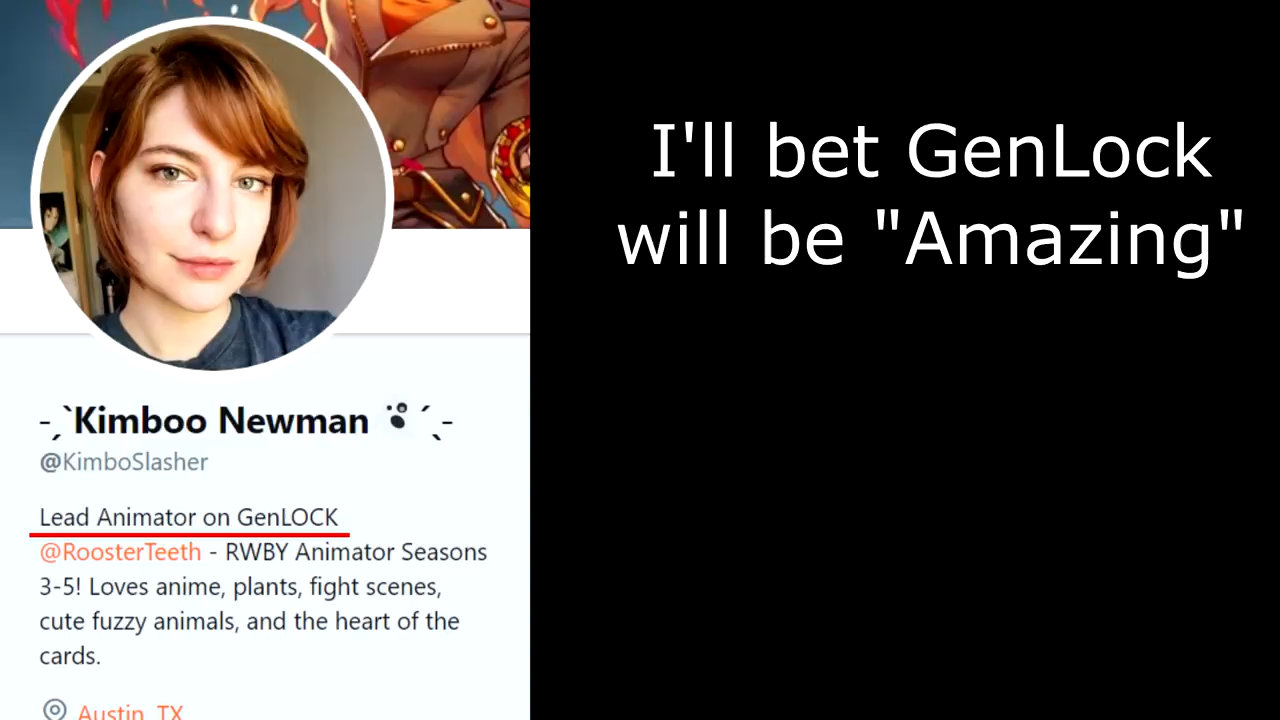 -ˏˋKimboo Newman ˊˎ-
@KimboSlasher
Lead Animator on GenLOCK
@RoosterTeeth - RWBY Animator Seasons
3-5! Loves anime, plants, fight scenes,
cute fuzzy animals, and the heart of the
cards.
Austin, TX
I'll bet GenLock
will be "Amazing"